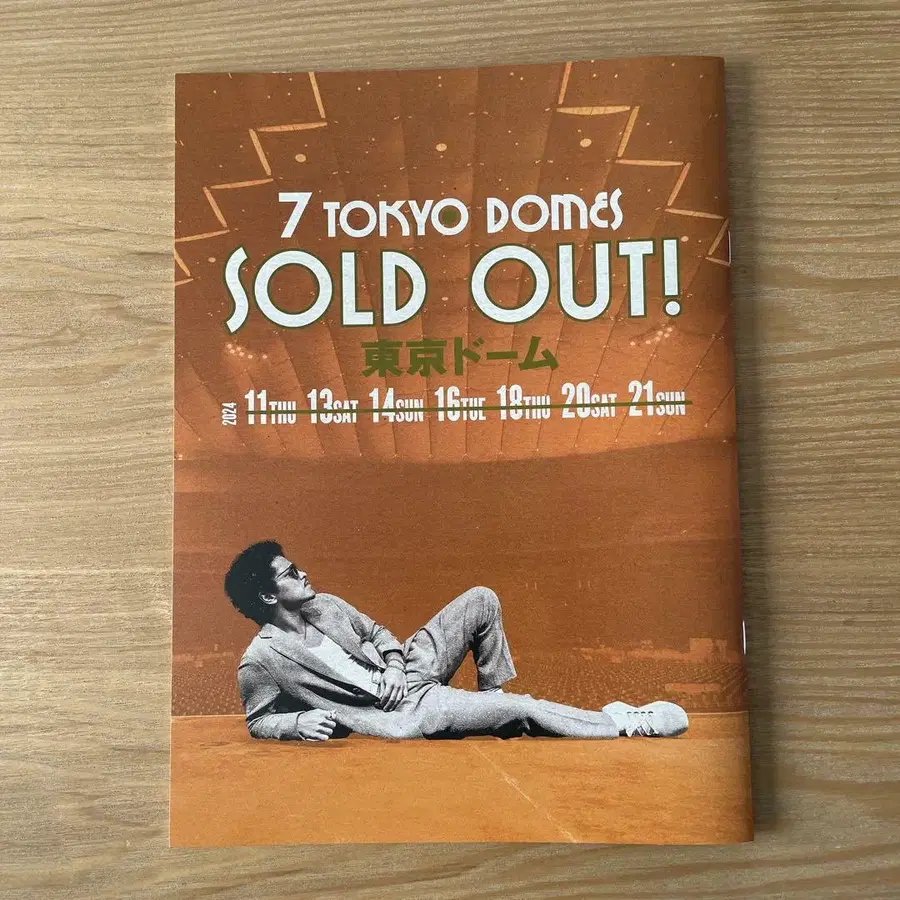 7 TOKYO DOMES
SOLD OUT!
東京ドーム
2024 11THU 13SAT 14SUN 16TUE 18THU 20SAT 21SUN